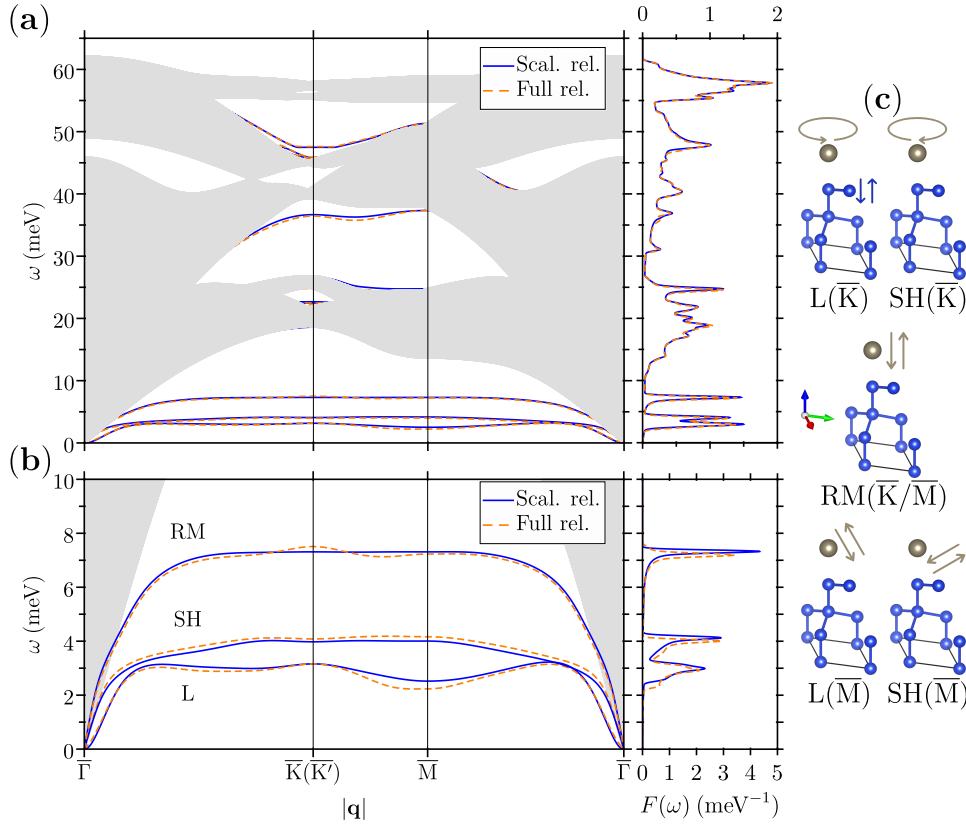 (a)
0 1 2
60
50
40
30
20
10
0
ω (meV)
Scal. rel.
Full rel.
(c)
L(K̅) SH(K̅)
RM(K̅/M̅)
L(M̅) SH(M̅)
(b)
10
8
6
4
2
0
ω (meV)
Scal. rel.
Full rel.
RM
SH
L
Γ̅ K̅(K̅′) M̅ Γ̅
|q|
0 1 2 3 4 5
F(ω) (meV⁻¹)